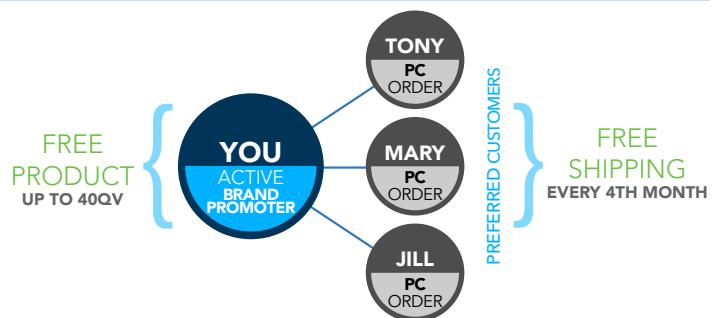 FREE
PRODUCT
UP TO 40QV
YOU
ACTIVE
BRAND
PROMOTER
TONY
PC
ORDER
MARY
PC
ORDER
JILL
PC
ORDER
PREFERRED CUSTOMERS
FREE
SHIPPING
EVERY 4TH MONTH